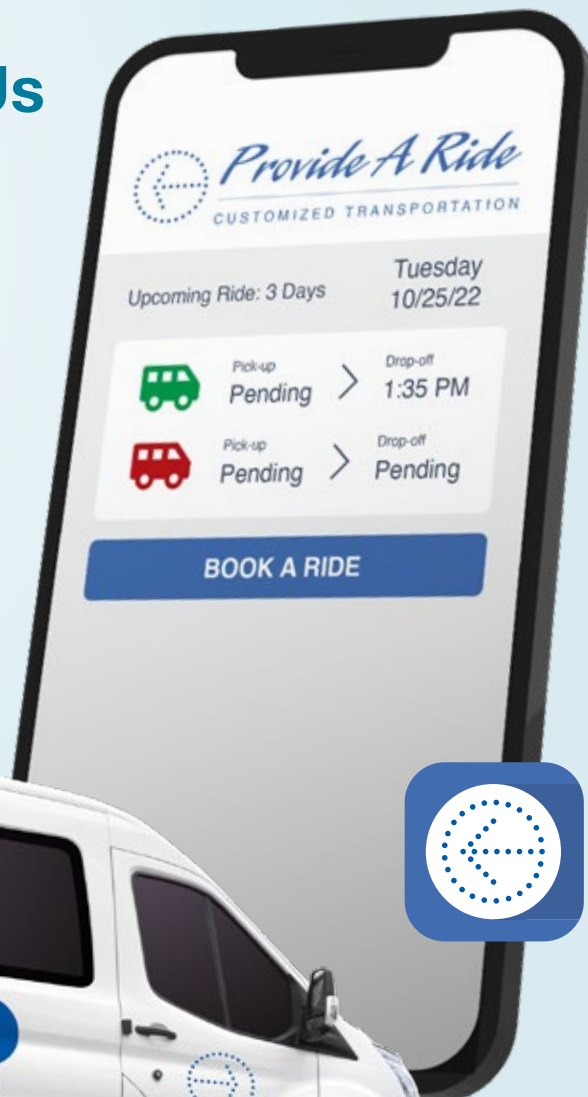 Us
Provide A Ride
CUSTOMIZED TRANSPORTATION
Upcoming Ride: 3 Days
Tuesday
10/25/22
Pick-up
Pending
Drop-off
1:35 PM
Pick-up
Pending
Drop-off
Pending
BOOK A RIDE